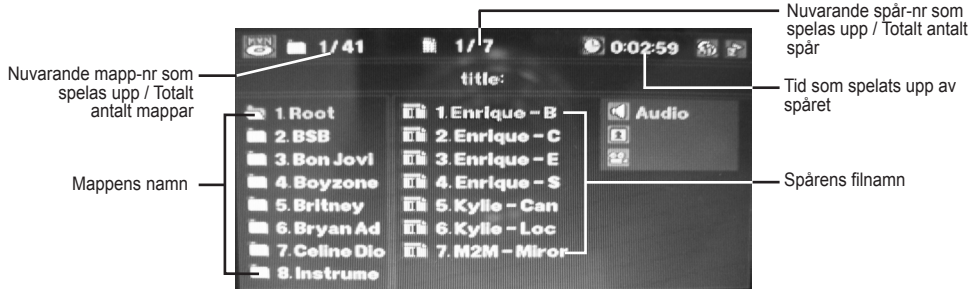 Nuvarande spår-nr som
spelas upp / Totalt antalt
spår
1/41
1/7
0:02:59
title:
Nuvarande mapp-nr som
spelas upp / Totalt
antalt mappar
Tid som spelats upp av
spåret
1. Root
2. BSB
3. Bon Jovi
4. Boyzone
5. Britney
6. Bryan Ad
7. Celine Dio
8. Instrume
1. Enrique - B
2. Enrique - C
3. Enrique - E
4. Enrique - S
5. Kylie - Can
6. Kylie - Loc
7. M2M - Miror
Audio
Mappens namn
Spårens filnamn